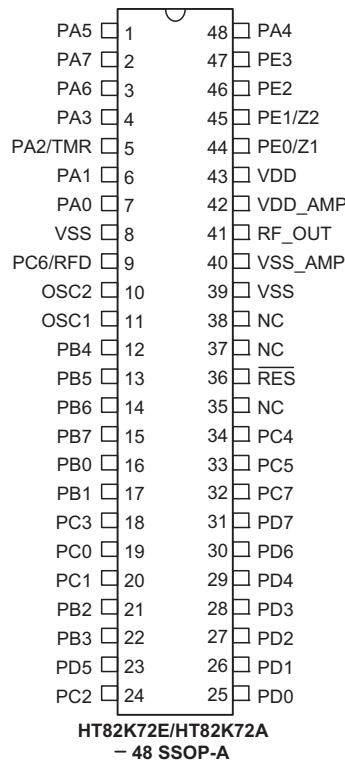 PA5 1 48 PA4
PA7 2 47 PE3
PA6 3 46 PE2
PA3 4 45 PE1/Z2
PA2/TMR 5 44 PE0/Z1
PA1 6 43 VDD
PA0 7 42 VDD_AMP
VSS 8 41 RF_OUT
PC6/RFD 9 40 VSS_AMP
OSC2 10 39 VSS
OSC1 11 38 NC
PB4 12 37 NC
PB5 13 36 RES
PB6 14 35 NC
PB7 15 34 PC4
PB0 16 33 PC5
PB1 17 32 PC7
PC3 18 31 PD7
PC0 19 30 PD6
PC1 20 29 PD4
PB2 21 28 PD3
PB3 22 27 PD2
PD5 23 26 PD1
PC2 24 25 PD0
HT82K72E/HT82K72A
– 48 SSOP-A